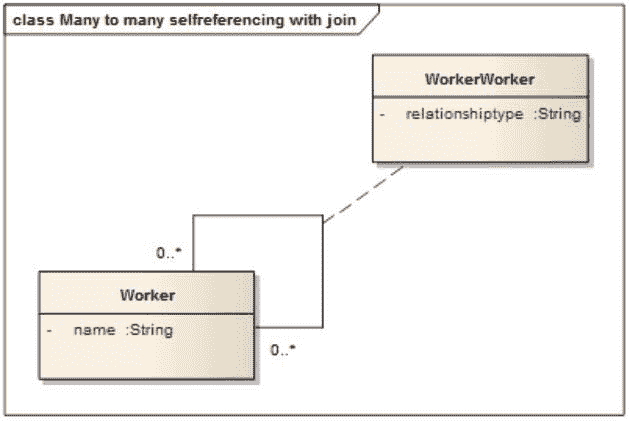 class Many to many selfreferencing with join
WorkerWorker
- relationshiptype :String
0..*
Worker
- name :String
0..*